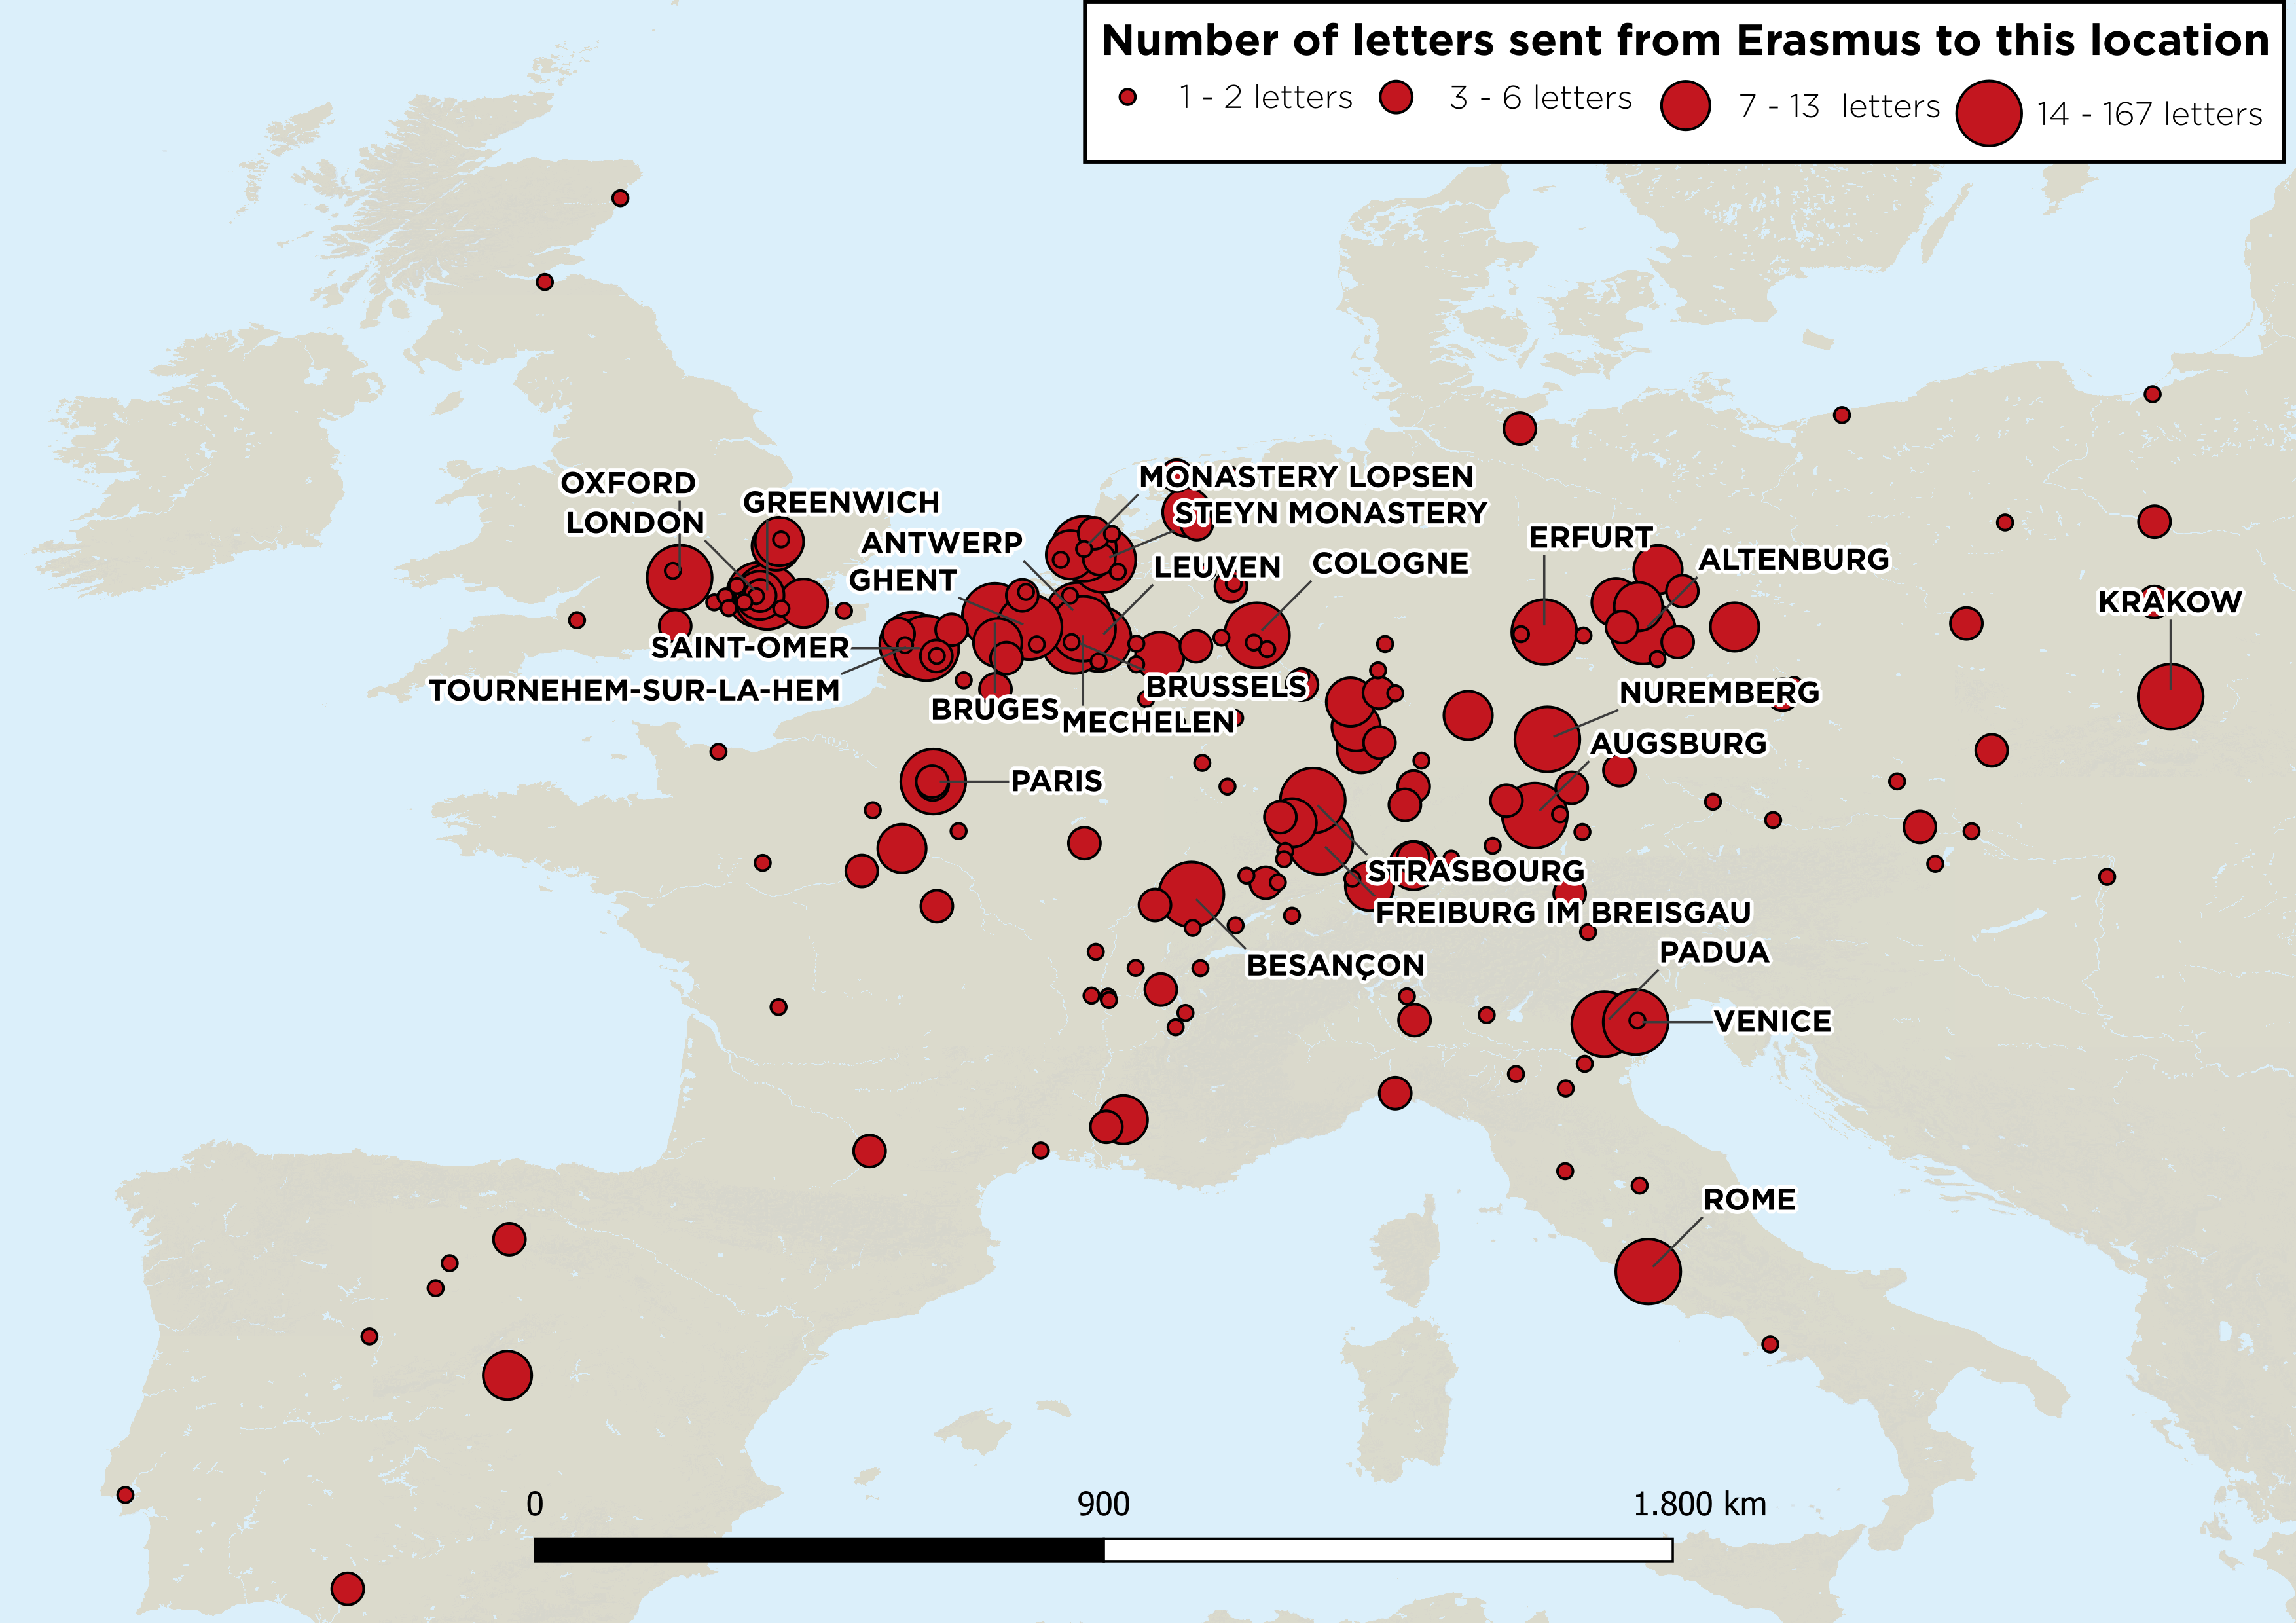 Number of letters sent from Erasmus to this location
1 - 2 letters
3 - 6 letters
7 - 13 letters
14 - 167 letters
OXFORD
LONDON
GREENWICH
ANTWERP
GHENT
MONASTERY LOPSEN
STEYN MONASTERY
LEUVEN
COLOGNE
ERFURT
ALTENBURG
KRAKOW
SAINT-OMER
TOURNEHEM-SUR-LA-HEM
BRUGES
MECHELEN
BRUSSELS
NUREMBERG
AUGSBURG
PARIS
STRASBOURG
FREIBURG IM BREISGAU
BESANÇON
PADUA
VENICE
ROME
0
900
1.800 km